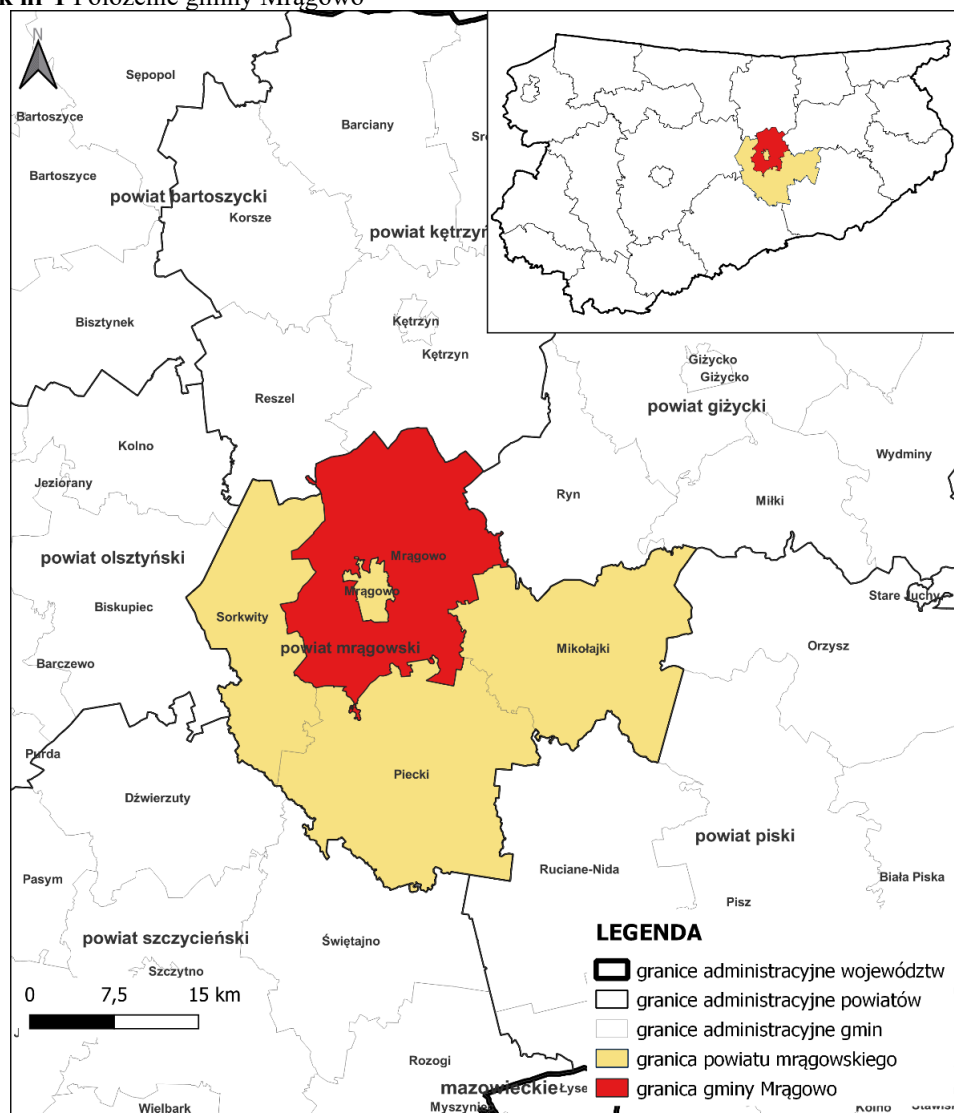 Położenie gminy Mrągowo
N
Sępopol
Bartoszyce
Barciany
Bartoszyce
powiat bartoszycki
Korsze
powiat kętrzyń
Bisztynek
Kętrzyn
Kętrzyn
Giżycko
Giżycko
Reszel
powiat giżycki
Kolno
Wydminy
Jeziorany
Ryn
Miłki
powiat olsztyński
Mrągowo
Mrągowo
Stare Juchy
Biskupiec
Sorkwity
powiat mrągowski
Mikołajki
Orzysz
Barczewo
Purda
Piecki
Dźwierzuty
powiat piski
Ruciane-Nida
Pasym
Biała Piska
Pisz
powiat szczycieński
Świętajno
Szczytno
LEGENDA
granice administracyjne województw
granice administracyjne powiatów
granice administracyjne gmin
granica powiatu mrągowskiego
granica gminy Mrągowo
0 7,5 15 km
Rozogi
mazowieckie
Łyse
Wielbark
Myszyniec